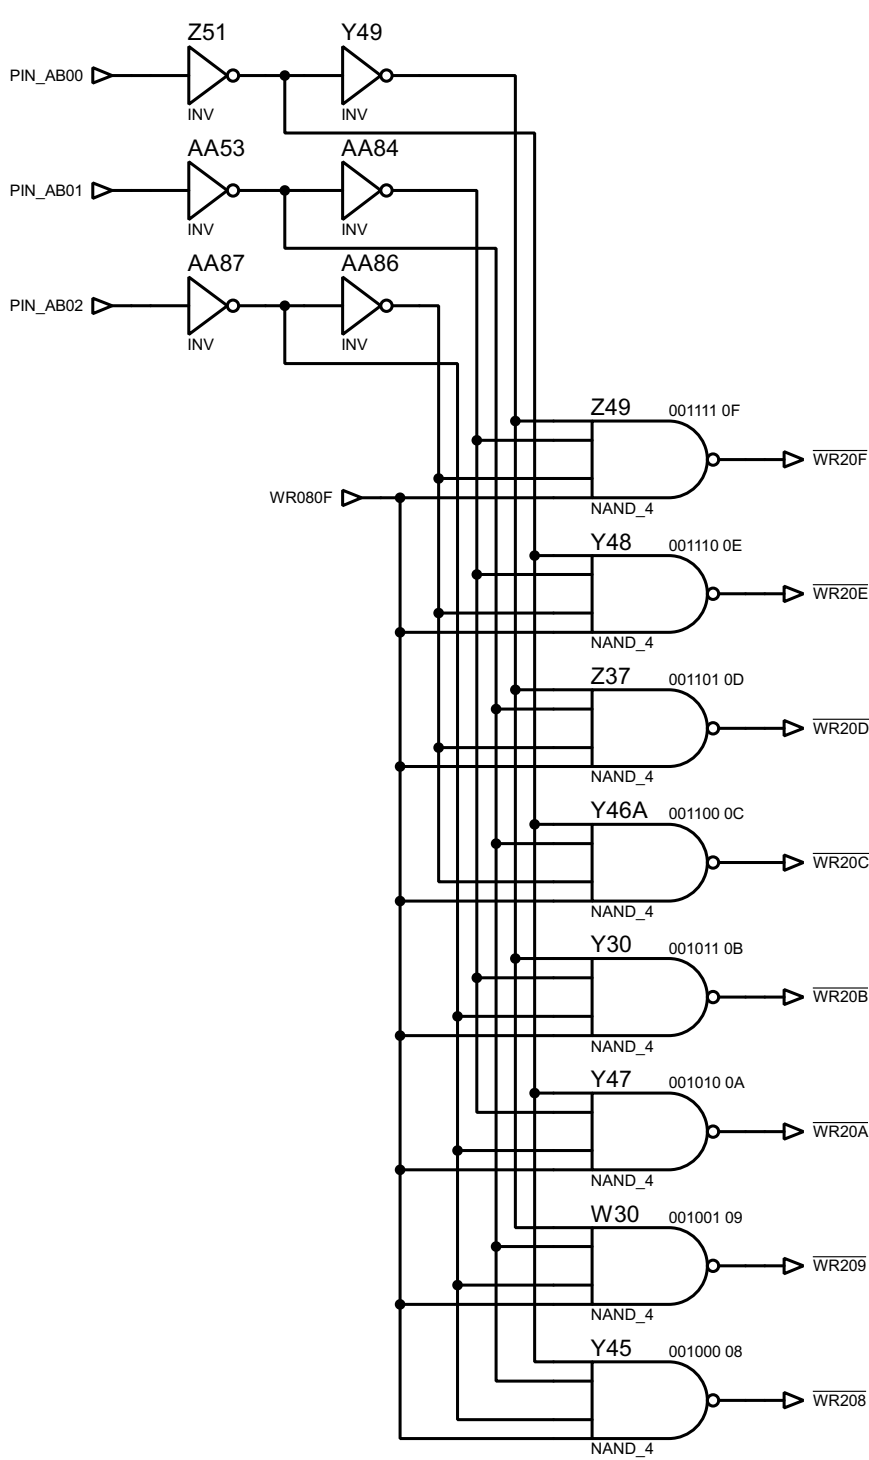 Z51 Y49
PIN_AB00
INV INV
AA53 AA84
PIN_AB01
INV INV
AA87 AA86
PIN_AB02
INV INV
Z49 001111 0F
WR20F
WR080F
NAND_4
Y48 001110 0E
WR20E
NAND_4
Z37 001101 0D
WR20D
NAND_4
Y46A 001100 0C
WR20C
NAND_4
Y30 001011 0B
WR20B
NAND_4
Y47 001010 0A
WR20A
NAND_4
W30 001001 09
WR209
NAND_4
Y45 001000 08
WR208
NAND_4